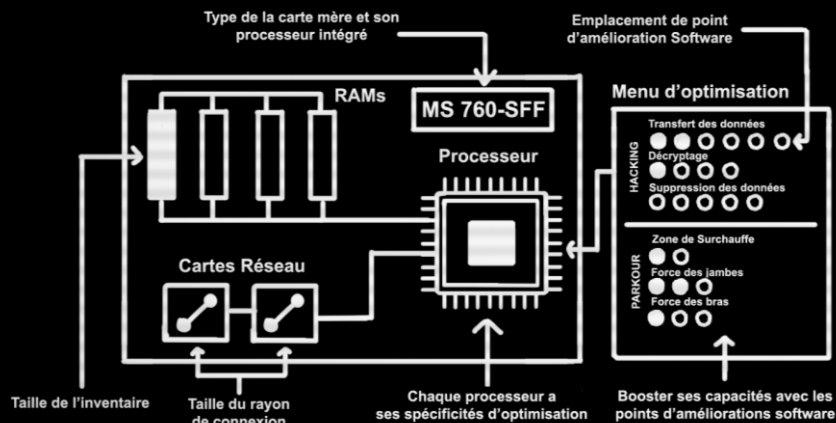 Type de la carte mère et son
processeur intégré
Emplacement de point
d'amélioration Software
RAMs
MS 760-SFF
Menu d'optimisation
Transfert des données
Processeur
HACKING
Décryptage
Suppression des données
Cartes Réseau
PARKOUR
Zone de Surchauffe
Force des jambes
Force des bras
Taille de l'inventaire
Taille du rayon
de connexion
Chaque processeur a
ses spécificités d'optimisation
Booster ses capacités avec les
points d'améliorations software